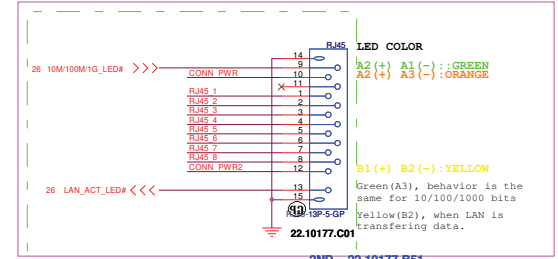 RJ45
LED COLOR
14
26 10M/100M/1G_LED#
9
A2(+) A1(-)::GREEN
CONN_PWR
10
A2(+) A3(-):ORANGE
11
RJ45_1
1
RJ45_2
2
RJ45_3
3
RJ45_4
4
RJ45_5
5
RJ45_6
6
RJ45_7
7
RJ45_8
8
CONN_PWR2
12
B1(+) B2(-):YELLOW
26 LAN_ACT_LED#
13
Green(A3), behavior is the
same for 10/100/1000 bits
15
Yellow(B2), when LAN is
transfering data.
22.10177.C01